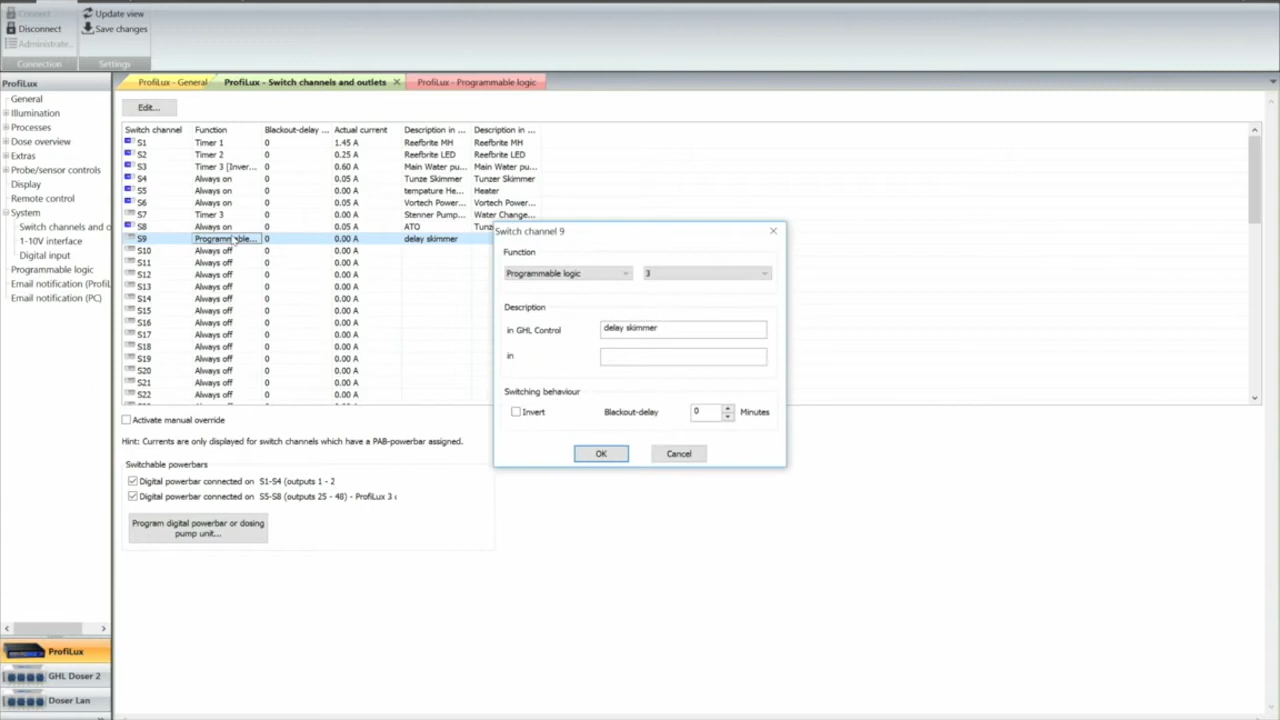 Connect
Update view
Disconnect
Save changes
Administrate...
Connection
Settings
ProfiLux
ProfiLux - General
ProfiLux - Switch channels and outlets
ProfiLux - Programmable logic
General
Illumination
Processes
Dose overview
Extras
Probe/sensor controls
Display
Remote control
System
Switch channels and o
1-10V interface
Digital input
Programmable logic
Email notification (ProfiL
Email notification (PC)
Edit...
Switch channel Function Blackout-delay ... Actual current Description in ... Description in ...
S1 Timer 1 0 1.45 A Reefbrite MH Reefbrite MH
S2 Timer 2 0 0.25 A Reefbrite LED Reefbrite LED
S3 Timer 3 [Inver... 0 0.60 A Main Water pu... Main Water pu...
S4 Always on 0 0.05 A Tunze Skimmer Tunze Skimmer
S5 Always on 0 0.00 A tempature He... Heater
S6 Always on 0 0.05 A Vortech Power... Vortech Power...
S7 Timer 3 0 0.00 A Stenner Pump... Water Change...
S8 Always on 0 0.05 A ATO Tunz
S9 Programmable... 0 0.00 A delay skimmer
S10 Always off 0 0.00 A
S11 Always off 0 0.00 A
S12 Always off 0 0.00 A
S13 Always off 0 0.00 A
S14 Always off 0 0.00 A
S15 Always off 0 0.00 A
S16 Always off 0 0.00 A
S17 Always off 0 0.00 A
S18 Always off 0 0.00 A
S19 Always off 0 0.00 A
S20 Always off 0 0.00 A
S21 Always off 0 0.00 A
S22 Always off 0 0.00 A
Activate manual override
Hint: Currents are only displayed for switch channels which have a PAB-powerbar assigned.
Switchable powerbars
Digital powerbar connected on S1-S4 (outputs 1 - 2
Digital powerbar connected on S5-S8 (outputs 25 - 48) - ProfiLux 3 
Program digital powerbar or dosing
pump unit...
Switch channel 9
Function
Programmable logic 3
Description
in GHL Control delay skimmer
in
Switching behaviour
Invert Blackout-delay 0 Minutes
OK Cancel
ProfiLux
GHL Doser 2
Doser Lan